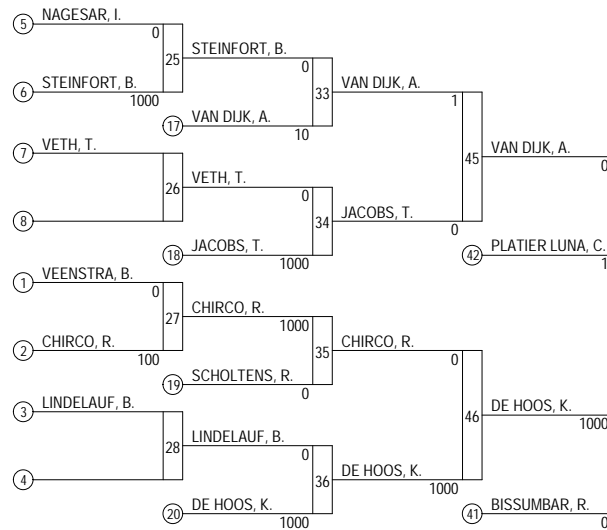 5 NAGESAR, I.
0
25 STEINFORT, B.
0
6 STEINFORT, B.
1000
33 VAN DIJK, A.
1
17 VAN DIJK, A.
10
7 VETH, T.
45 VAN DIJK, A.
0
26 VETH, T.
0
8
34 JACOBS, T.
0
18 JACOBS, T.
1000
42 PLATIER LUNA, C.
1
1 VEENSTRA, B.
0
27 CHIRCO, R.
1000
2 CHIRCO, R.
100
35 CHIRCO, R.
0
19 SCHOLTENS, R.
0
3 LINDELAUF, B.
46 DE HOOS, K.
1000
28 LINDELAUF, B.
0
4
36 DE HOOS, K.
1000
20 DE HOOS, K.
1000
41 BISSUMBAR, R.
0